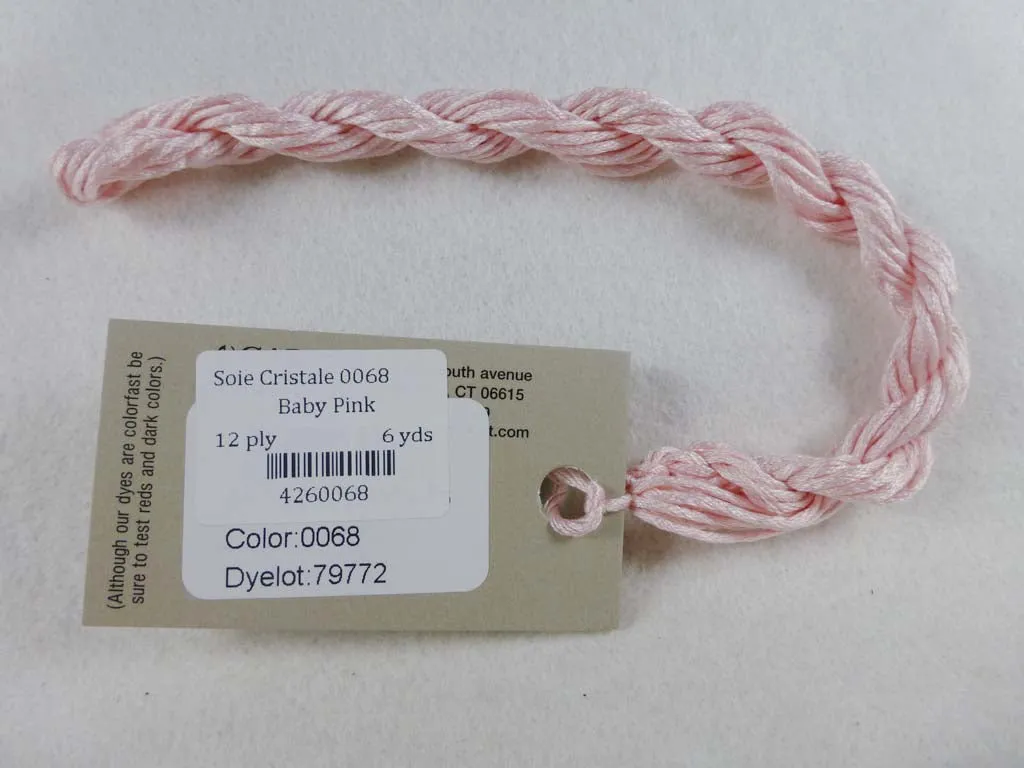 (Although our dyes are colorfast be
sure to test reds and dark colors.)
outh avenue
CT 06615
t.com
Soie Cristale 0068
Baby Pink
12 ply 6 yds
4260068
Color:0068
Dyelot:79772